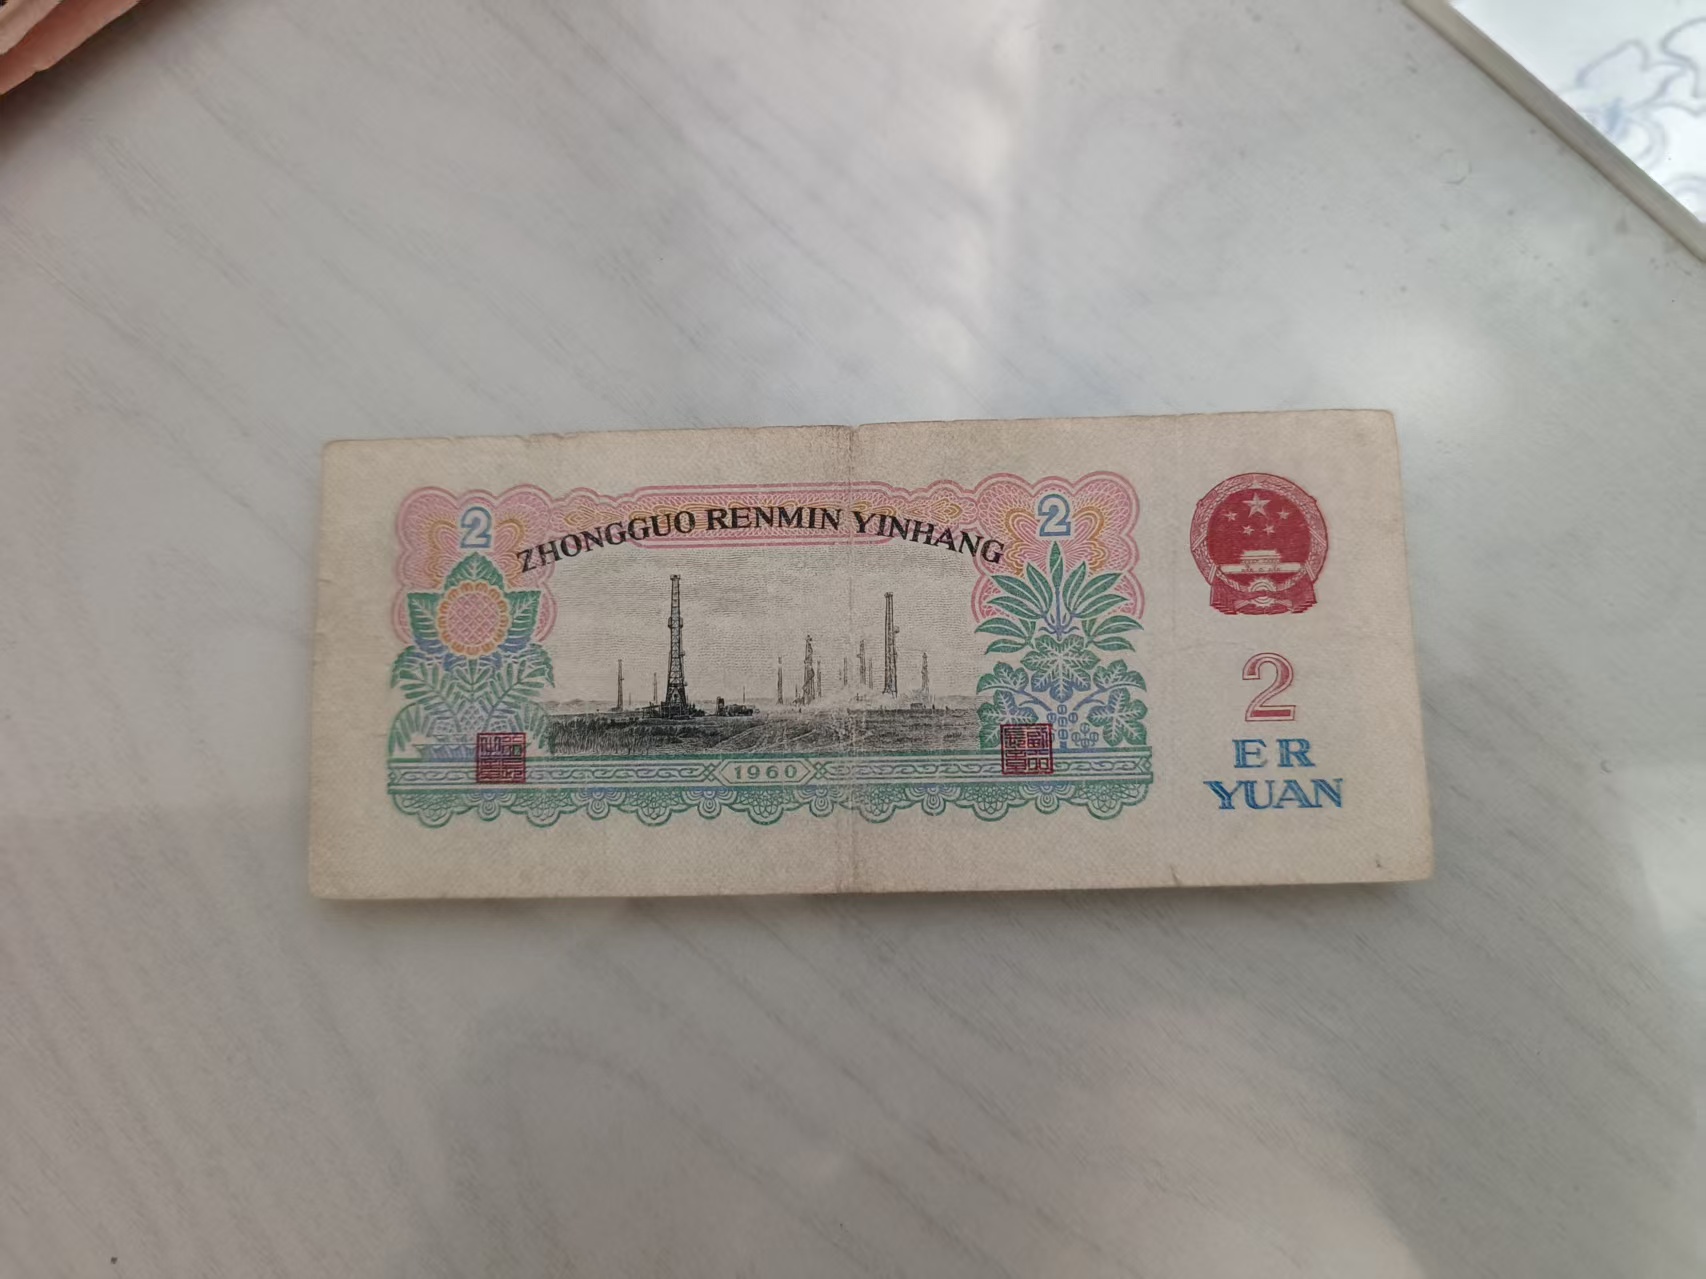 2
2
ZHONGGUO RENMIN YINHANG
1960
2
ER
YUAN